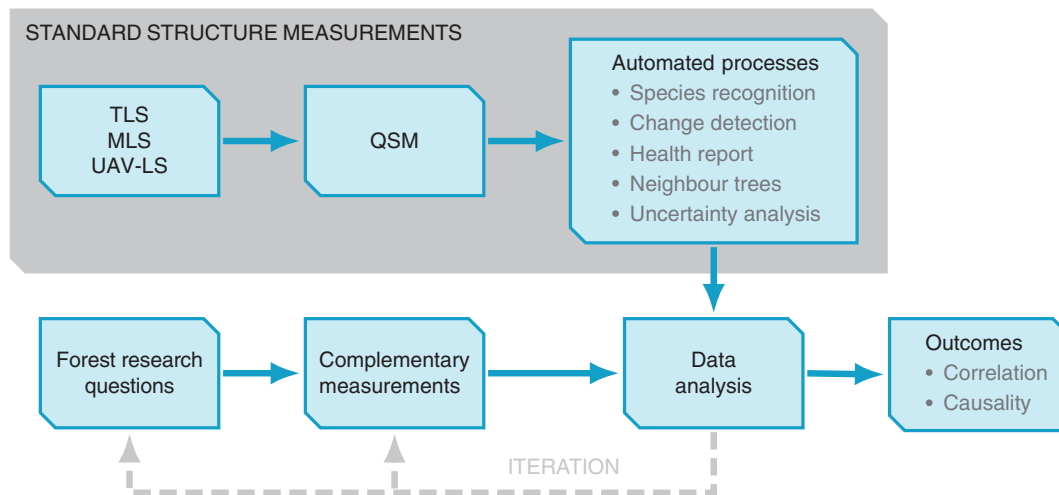 STANDARD STRUCTURE MEASUREMENTS
TLS
MLS
UAV-LS
QSM
Automated processes
• Species recognition
• Change detection
• Health report
• Neighbour trees
• Uncertainty analysis
Forest research
questions
Complementary
measurements
Data
analysis
Outcomes
• Correlation
• Causality
ITERATION